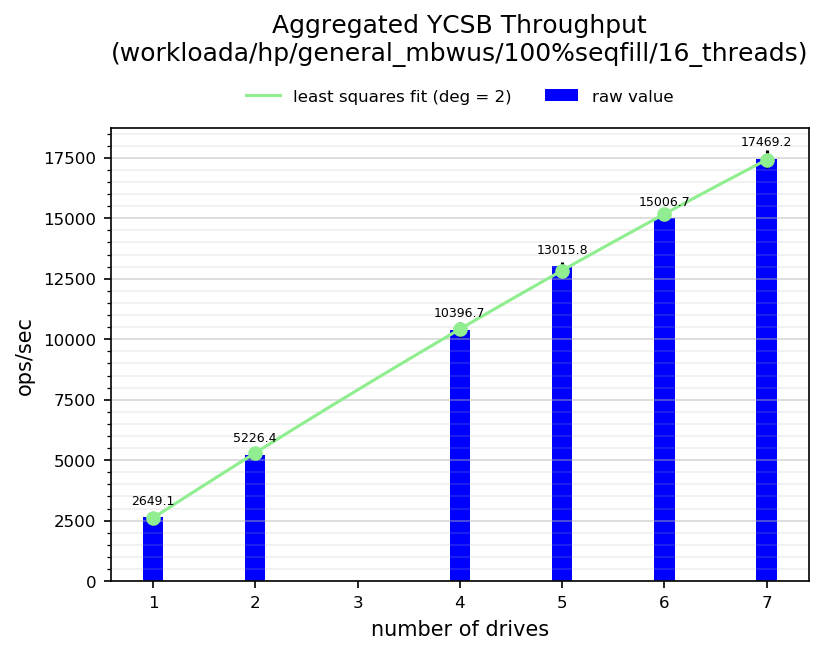 Aggregated YCSB Throughput
(workloada/hp/general_mbwus/100%seqfill/16_threads)
least squares fit (deg = 2)
raw value
17469.2
17500
15006.7
15000
13015.8
12500
10396.7
10000
ops/sec
7500
5226.4
5000
2649.1
2500
0
1 2 3 4 5 6 7
number of drives